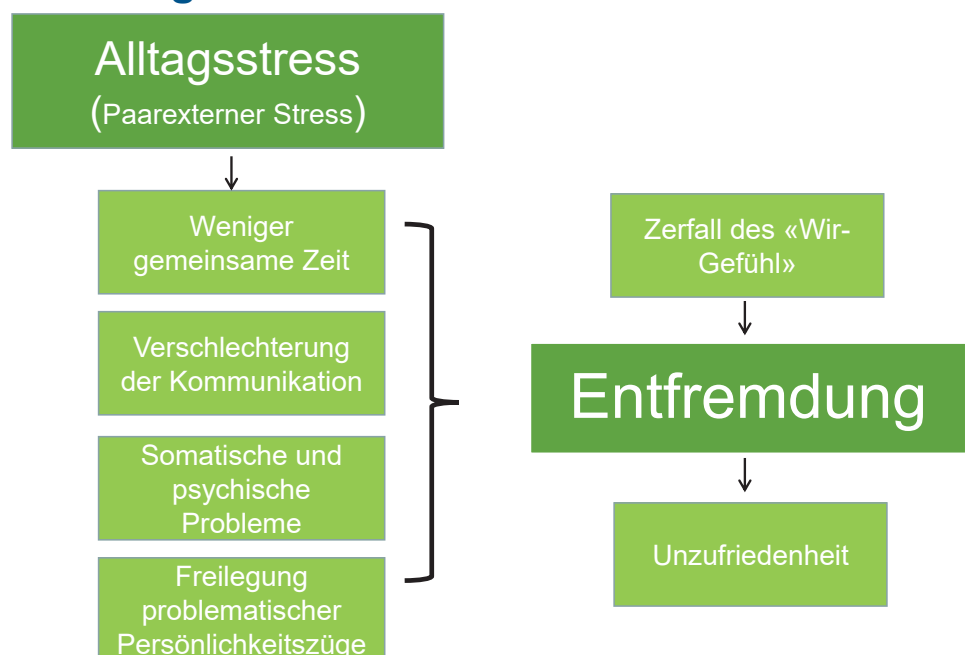 Alltagsstress
(Paarexterner Stress)
Weniger
gemeinsame Zeit
Verschlechterung
der Kommunikation
Somatische und
psychische
Probleme
Freilegung
problematischer
Persönlichkeitszüge
Zerfall des «Wir-
Gefühl»
Entfremdung
Unzufriedenheit